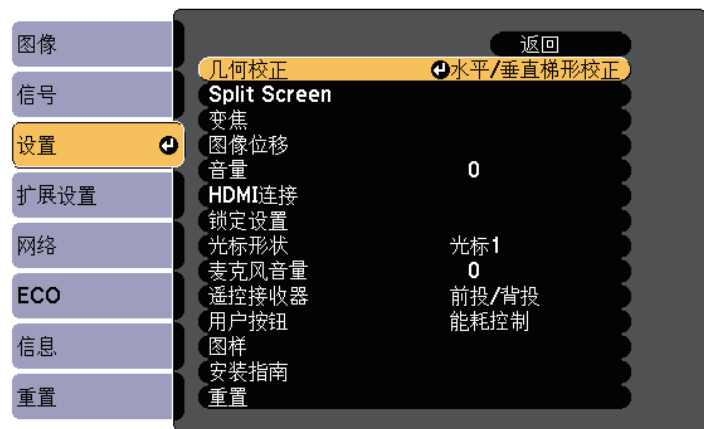 图像
信号
设置
扩展设置
网络
ECO
信息
重置
返回
几何校正 水平/垂直梯形校正
Split Screen
变焦
图像位移
音量 0
HDMI连接
锁定设置
光标形状 光标1
麦克风音量 0
遥控接收器 前投/背投
用户按钮 能耗控制
图样
安装指南
重置